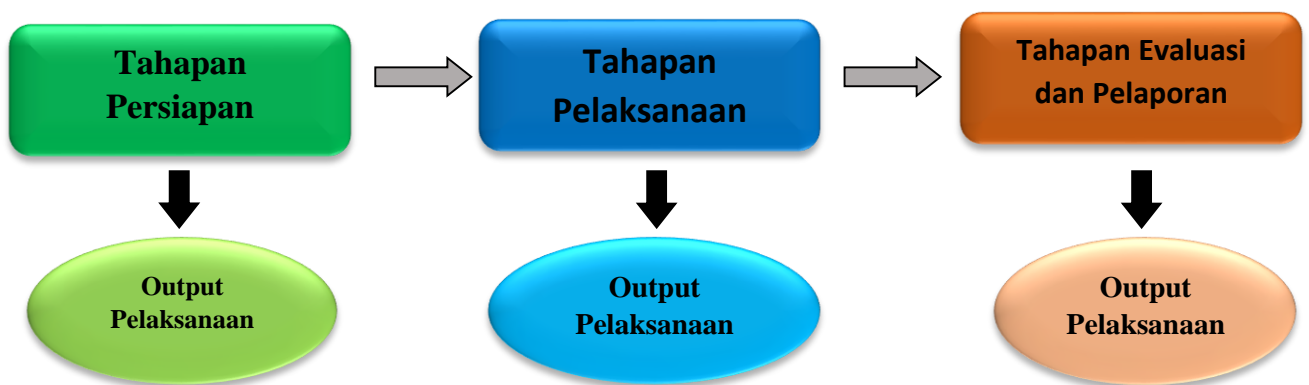 Tahapan
Persiapan
Tahapan
Pelaksanaan
Tahapan Evaluasi
dan Pelaporan
Output
Pelaksanaan
Output
Pelaksanaan
Output
Pelaksanaan